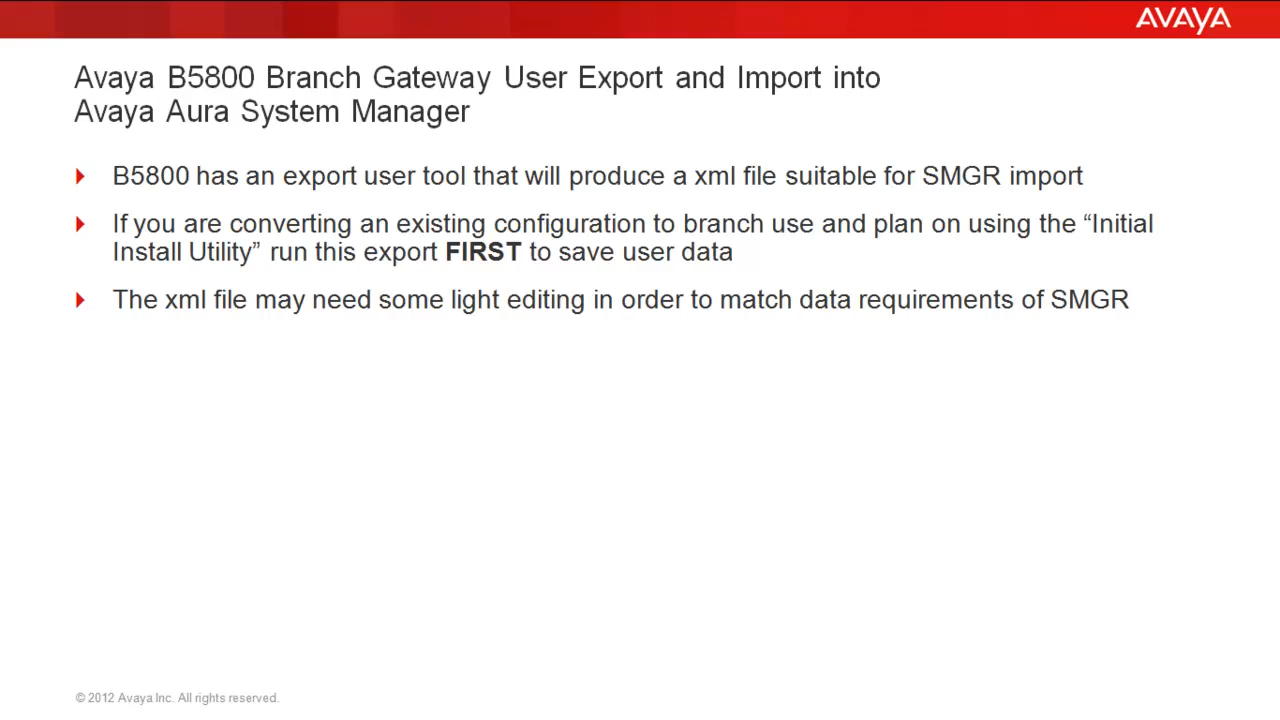 AVAYA
Avaya B5800 Branch Gateway User Export and Import into
Avaya Aura System Manager
B5800 has an export user tool that will produce a xml file suitable for SMGR import
If you are converting an existing configuration to branch use and plan on using the “Initial
Install Utility” run this export FIRST to save user data
The xml file may need some light editing in order to match data requirements of SMGR
© 2012 Avaya Inc. All rights reserved.